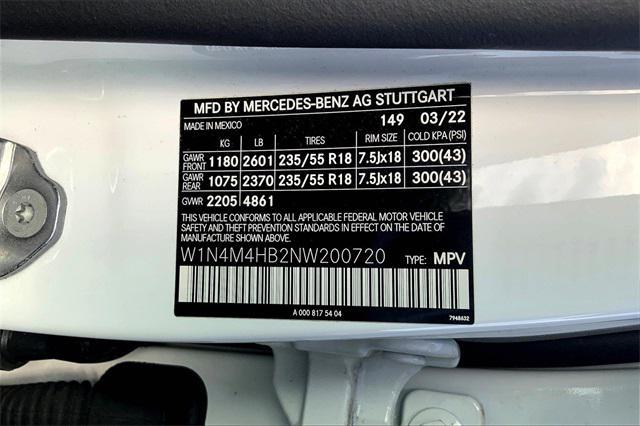 MFD BY MERCEDES-BENZ AG STUTTGART
MADE IN MEXICO 149 03/22
KG LB TIRES RIM SIZE COLD KPA(PSI)
GAWR FRONT 1180 2601 235/55 R18 7.5Jx18 300(43)
GAWR REAR 1075 2370 235/55 R18 7.5Jx18 300(43)
GVWR 2205 4861
THIS VEHICLE CONFORMS TO ALL APPLICABLE FEDERAL MOTOR VEHICLE
SAFETY AND THEFT PREVENTION STANDARDS IN EFFECT ON THE DATE OF
MANUFACTURE SHOWN ABOVE.
W1N4M4HB2NW200720 TYPE: MPV
A 000 817 54 04
7948632